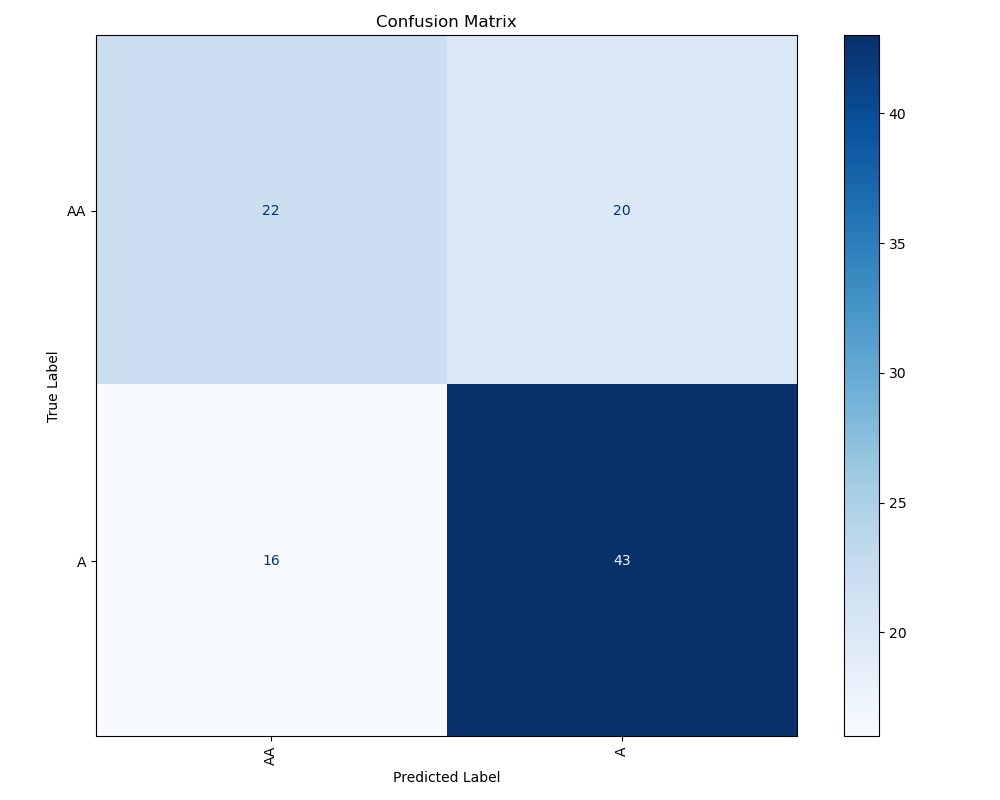 Confusion Matrix
True Label
AA
22
20
A
16
43
AA
A
Predicted Label
40
35
30
25
20